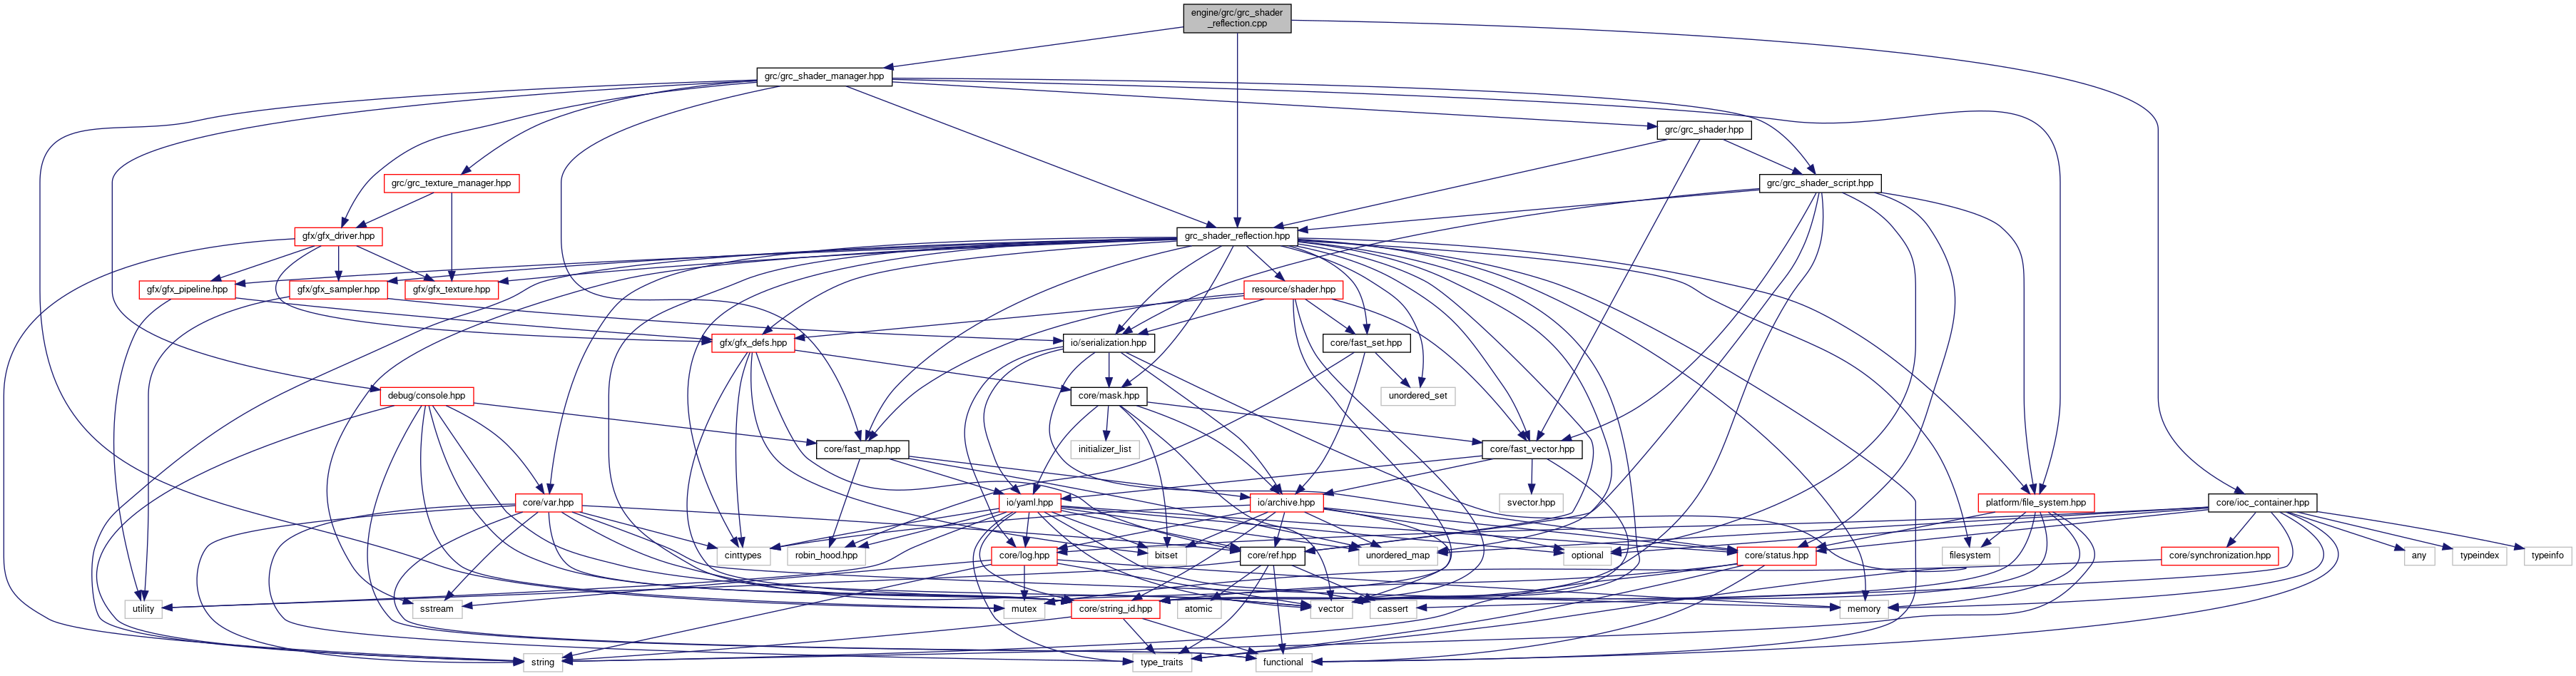 engine/grc/grc_shader
_reflection.cpp
grc/grc_shader_manager.hpp
grc/grc_shader.hpp
grc/grc_texture_manager.hpp
grc/grc_shader_script.hpp
gfx/gfx_driver.hpp
grc_shader_reflection.hpp
gfx/gfx_pipeline.hpp
gfx/gfx_sampler.hpp
gfx/gfx_texture.hpp
resource/shader.hpp
gfx/gfx_defs.hpp
io/serialization.hpp
core/fast_set.hpp
debug/console.hpp
core/mask.hpp
unordered_set
core/fast_map.hpp
initializer_list
core/fast_vector.hpp
core/var.hpp
io/yaml.hpp
io/archive.hpp
svector.hpp
platform/file_system.hpp
core/ioc_container.hpp
cinttypes
robin_hood.hpp
core/log.hpp
bitset
core/ref.hpp
unordered_map
optional
core/status.hpp
filesystem
core/synchronization.hpp
any
typeindex
typeinfo
utility
sstream
mutex
core/string_id.hpp
atomic
vector
cassert
memory
string
type_traits
functional